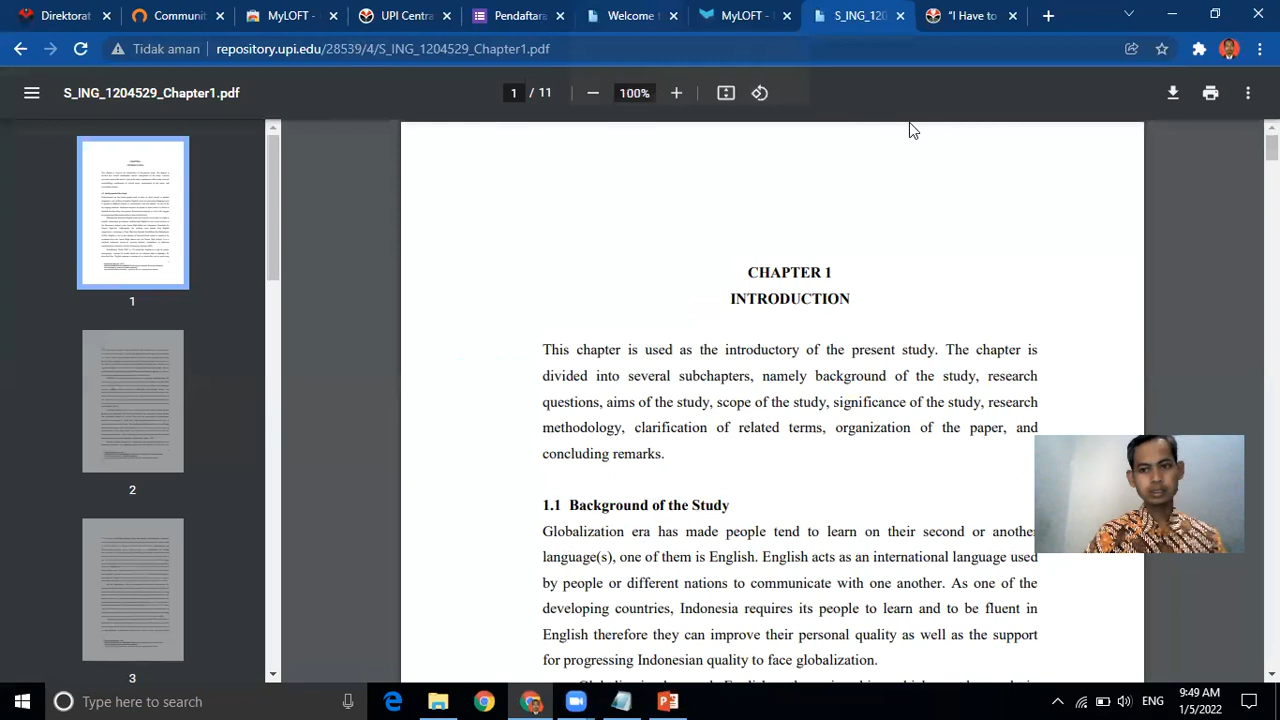 Direktorat
Communit
MyLOFT -
UPI Centra
Pendaftars
Welcome t
MyLOFT -
S_ING_120
"I Have to
Tidak aman
repository.upi.edu/28539/4/S_ING_1204529_Chapter1.pdf
S_ING_1204529_Chapter1.pdf
1 / 11
100%
CHAPTER 1
INTRODUCTION
This chapter is used as the introductory of the present study. The chapter is
divided into several subchapters, namely background of the study, research
questions, aims of the study, scope of the study, significance of the study, research
methodology, clarification of related terms, organization of the paper, and
concluding remarks.
1.1 Background of the Study
Globalization era has made people tend to learn on their second or another
language(s), one of them is English. English acts as an international language used
by people or different nations to communicate with one another. As one of the
developing countries, Indonesia requires its people to learn and to be fluent in
English therefore they can improve their personal quality as well as the support
for progressing Indonesian quality to face globalization.
1
2
3
Type here to search
ENG
9:49 AM
1/5/2022